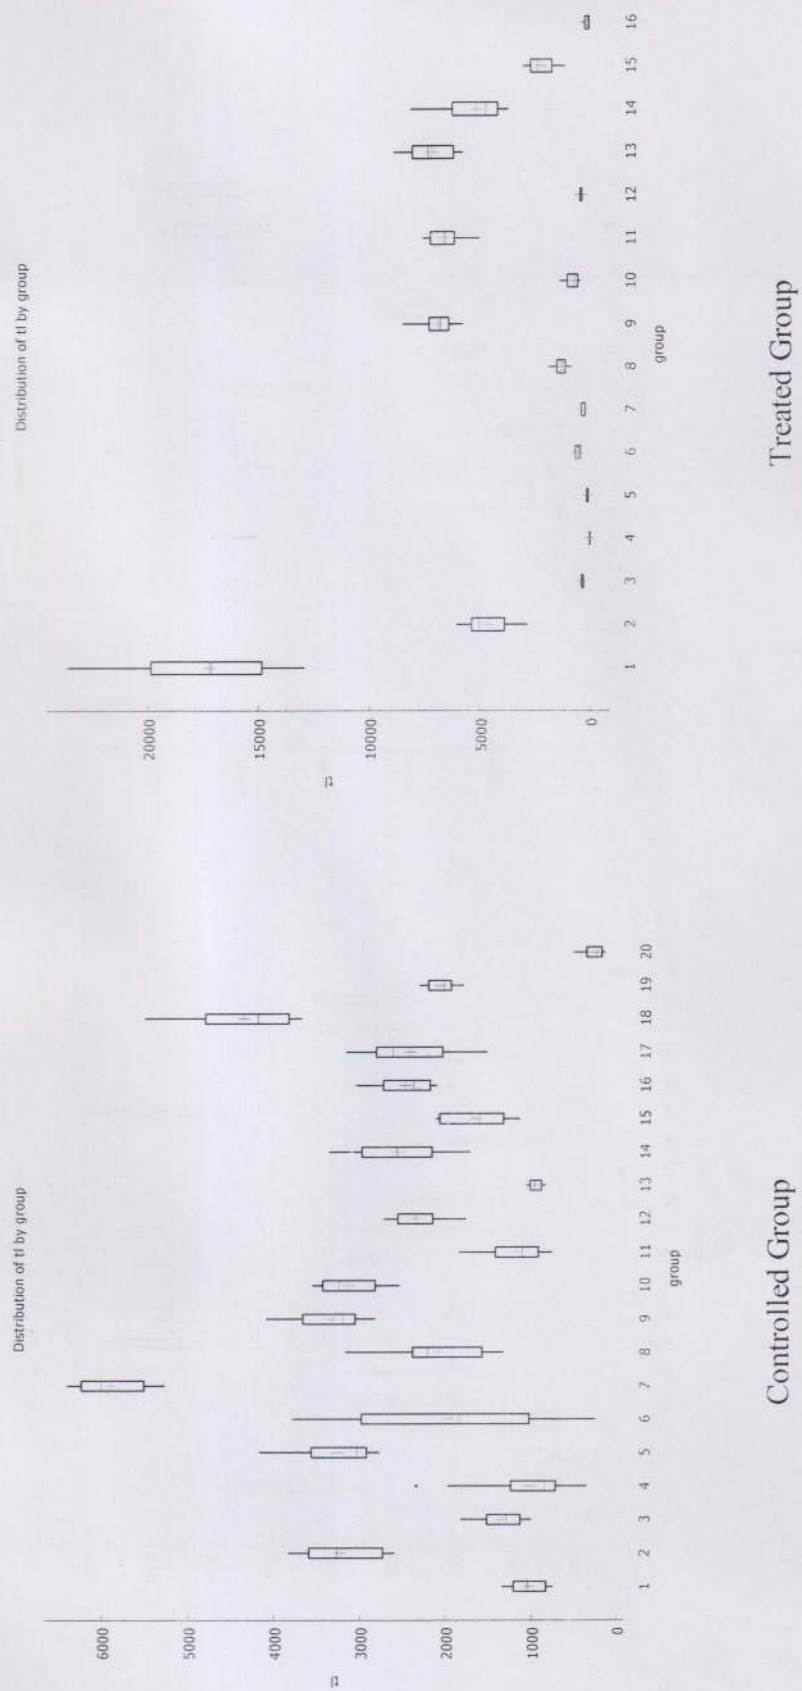 Distribution of tl by group
tl
6000
5000
4000
3000
2000
1000
0
1 2 3 4 5 6 7 8 9 10 11 12 13 14 15 16 17 18 19 20
group
Controlled Group
Distribution of tl by group
tl
20000
15000
10000
5000
0
1 2 3 4 5 6 7 8 9 10 11 12 13 14 15 16
group
Treated Group